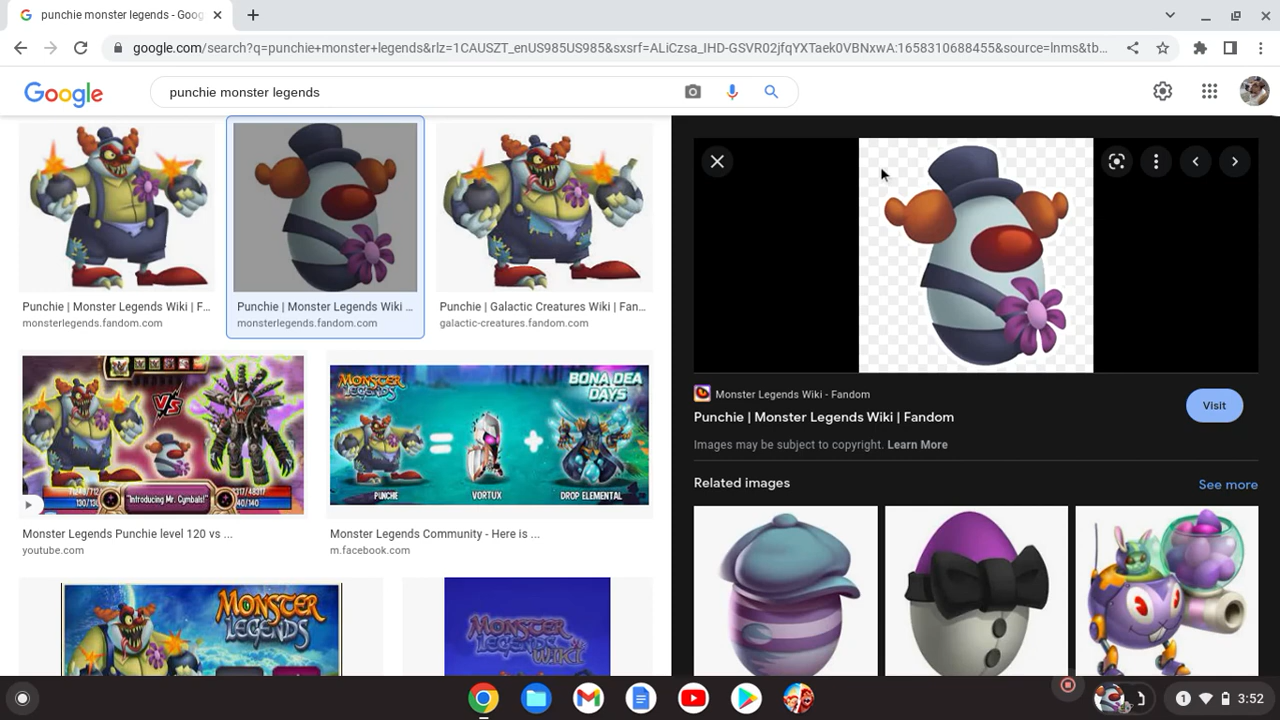 punchie monster legends - Goog
google.com/search?q=punchie+monster+legends&rlz=1CAUSZT_enUS985US985&sxsrf=ALiCzsa_IHD-GSVR02jfqYXTaek0VBNxwA:1658310688455&source=lnms&tb...
Google
punchie monster legends
Punchie | Monster Legends Wiki | F...
monsterlegends.fandom.com
Punchie | Monster Legends Wiki ...
monsterlegends.fandom.com
Punchie | Galactic Creatures Wiki | Fan...
galactic-creatures.fandom.com
VS
"Introducing Mr. Cymbals!"
Monster Legends Punchie level 120 vs ...
youtube.com
MONSTER
LEGENDS
BONA DEA
DAYS
PUNCHIE
VORTUX
DROP ELEMENTAL
Monster Legends Community - Here is ...
m.facebook.com
MONSTER
LEGENDS
MONSTER
LEGENDS
WIKI
Monster Legends Wiki - Fandom
Punchie | Monster Legends Wiki | Fandom
Images may be subject to copyright. Learn More
Visit
Related images
See more
1
3:52